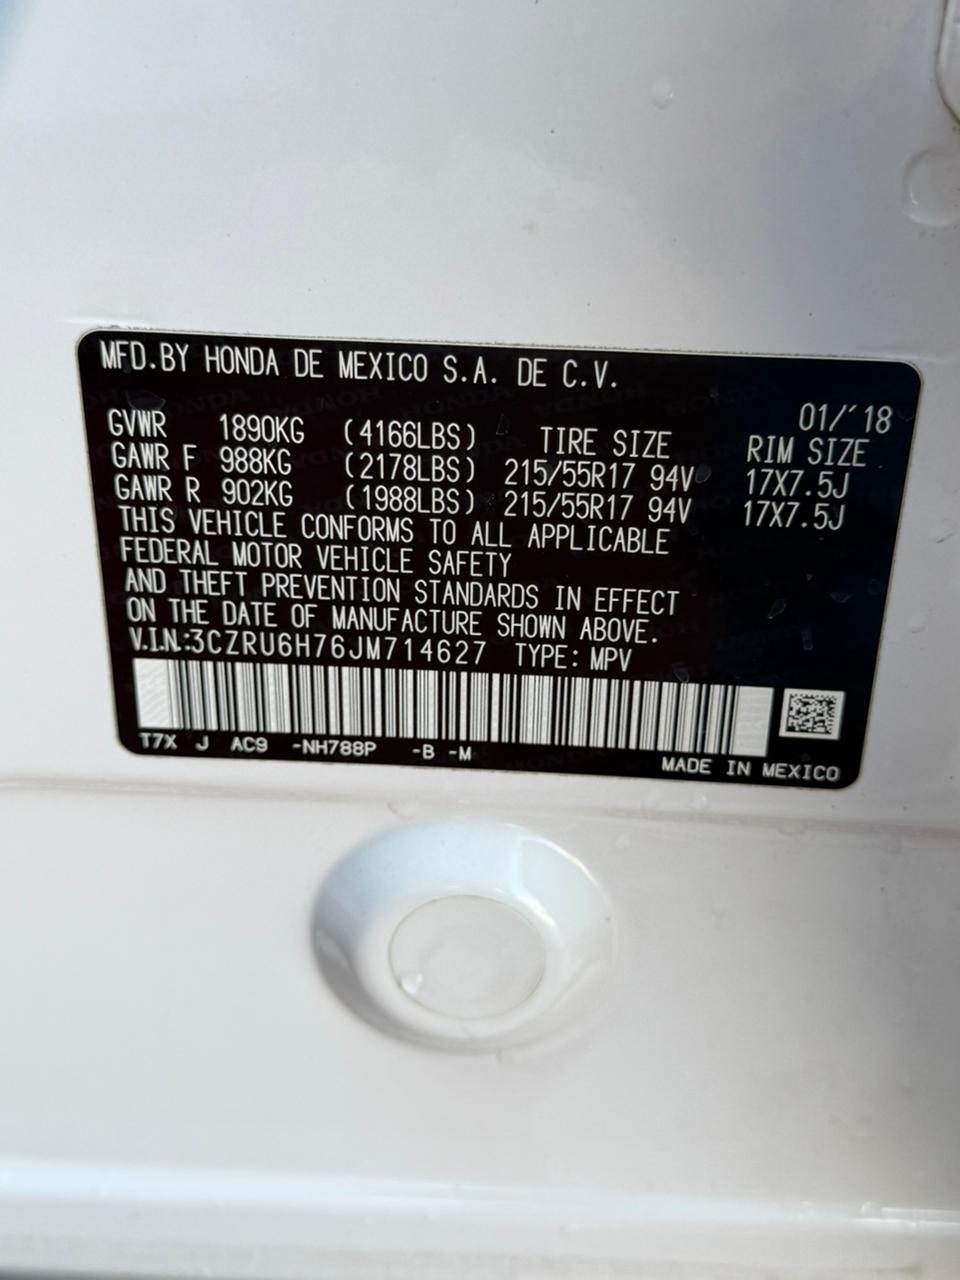 MFD.BY HONDA DE MEXICO S.A. DE C.V.
01/'18
GVWR 1890KG (4166LBS) TIRE SIZE RIM SIZE
GAWR F 988KG (2178LBS) 215/55R17 94V 17X7.5J
GAWR R 902KG (1988LBS) 215/55R17 94V 17X7.5J
THIS VEHICLE CONFORMS TO ALL APPLICABLE
FEDERAL MOTOR VEHICLE SAFETY
AND THEFT PREVENTION STANDARDS IN EFFECT
ON THE DATE OF MANUFACTURE SHOWN ABOVE.
V.I.N.:3CZRU6H76JM714627 TYPE: MPV
T7X J AC9 -NH788P -B -M
MADE IN MEXICO